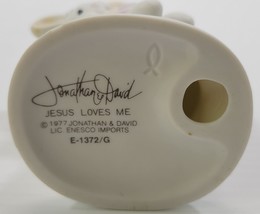 Jonathan & David
JESUS LOVES ME
© 1977 JONATHAN & DAVID
LIC. ENESCO IMPORTS
E-1372/G